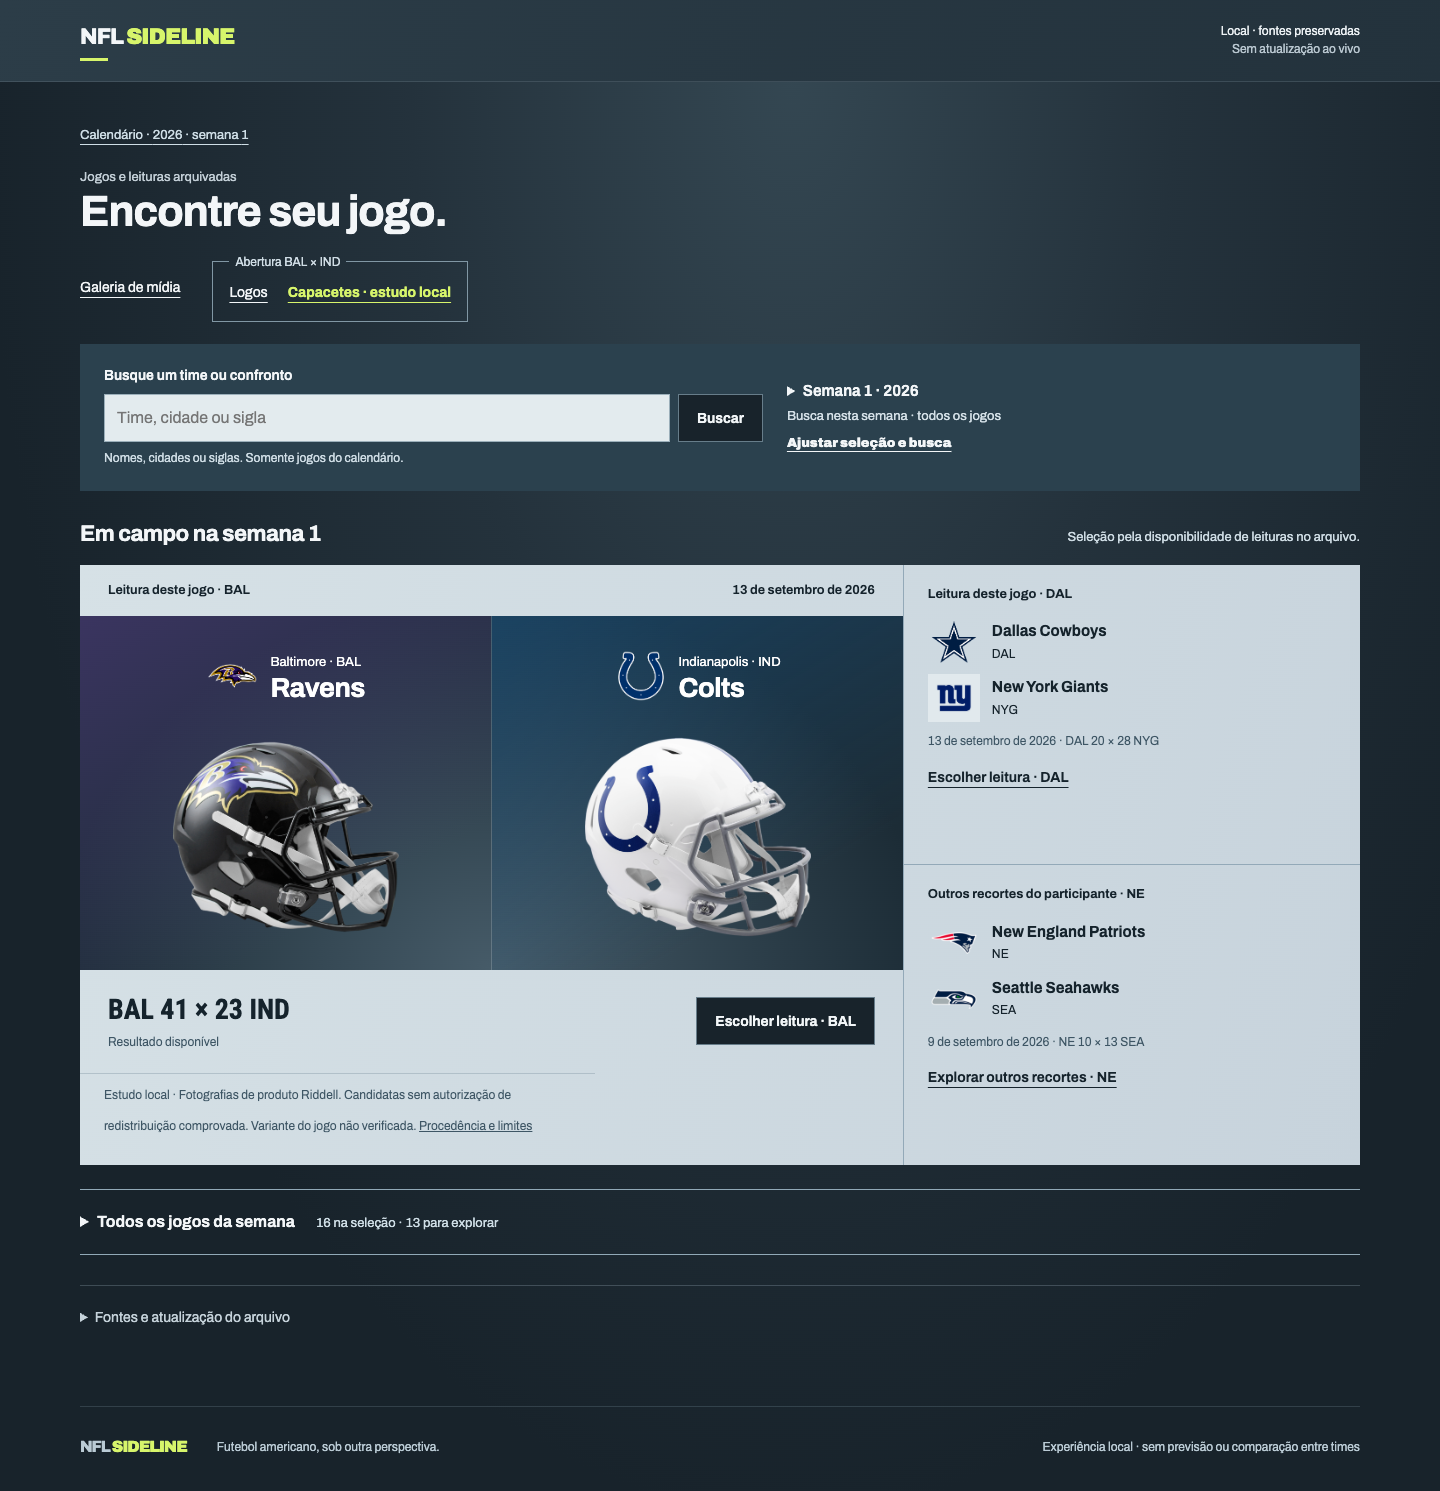 NFL SIDELINE
Local · fontes preservadas
Sem atualização ao vivo
Calendário · 2026 · semana 1
Jogos e leituras arquivadas
Encontre seu jogo.
Galeria de mídia
Abertura BAL × IND
Logos
Capacetes · estudo local
Busque um time ou confronto
Time, cidade ou sigla
Buscar
Nomes, cidades ou siglas. Somente jogos do calendário.
Semana 1 · 2026
Busca nesta semana · todos os jogos
Ajustar seleção e busca
Em campo na semana 1
Seleção pela disponibilidade de leituras no arquivo.
Leitura deste jogo · BAL
13 de setembro de 2026
Baltimore · BAL
Ravens
Indianapolis · IND
Colts
BAL 41 × 23 IND
Resultado disponível
Escolher leitura · BAL
Estudo local · Fotografias de produto Riddell. Candidatas sem autorização de
redistribuição comprovada. Variante do jogo não verificada. Procedência e limites
Leitura deste jogo · DAL
Dallas Cowboys
DAL
ny
New York Giants
NYG
13 de setembro de 2026 · DAL 20 × 28 NYG
Escolher leitura · DAL
Outros recortes do participante · NE
New England Patriots
NE
Seattle Seahawks
SEA
9 de setembro de 2026 · NE 10 × 13 SEA
Explorar outros recortes · NE
Todos os jogos da semana
16 na seleção · 13 para explorar
Fontes e atualização do arquivo
NFL SIDELINE
Futebol americano, sob outra perspectiva.
Experiência local · sem previsão ou comparação entre times